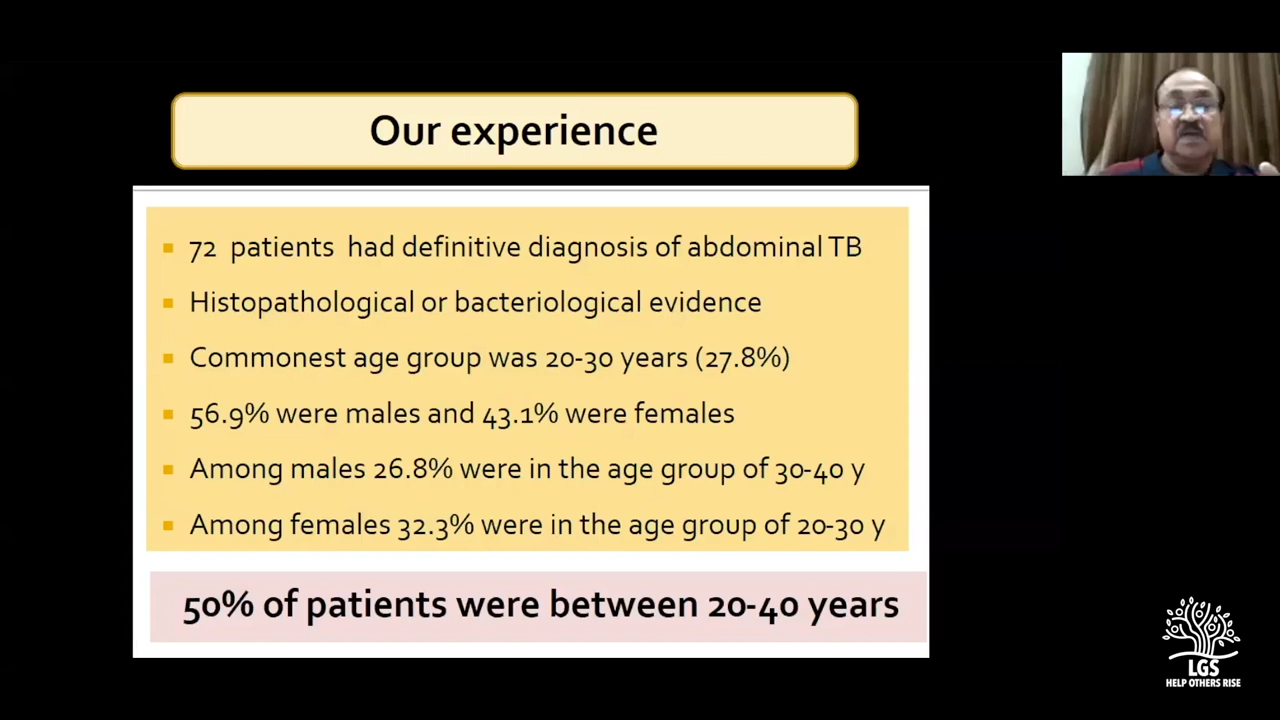 Our experience
72 patients had definitive diagnosis of abdominal TB
Histopathological or bacteriological evidence
Commonest age group was 20-30 years (27.8%)
56.9% were males and 43.1% were females
Among males 26.8% were in the age group of 30-40 y
Among females 32.3% were in the age group of 20-30 y
50% of patients were between 20-40 years
LGS
HELP OTHERS RISE